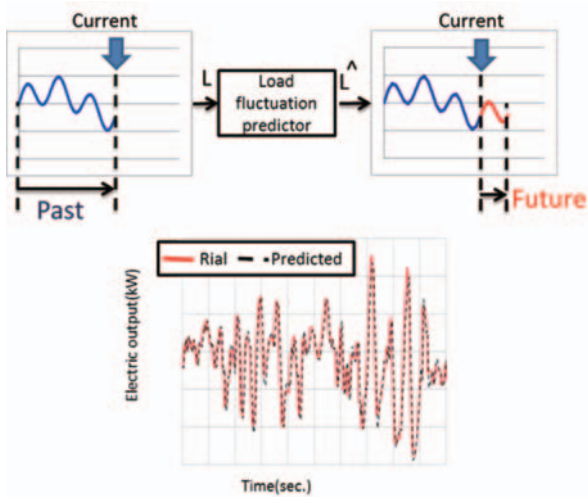 Current
Current
L
Load
fluctuation
predictor
^
L
Past
Future
Rial
Predicted
Electric output(kW)
Time(sec.)